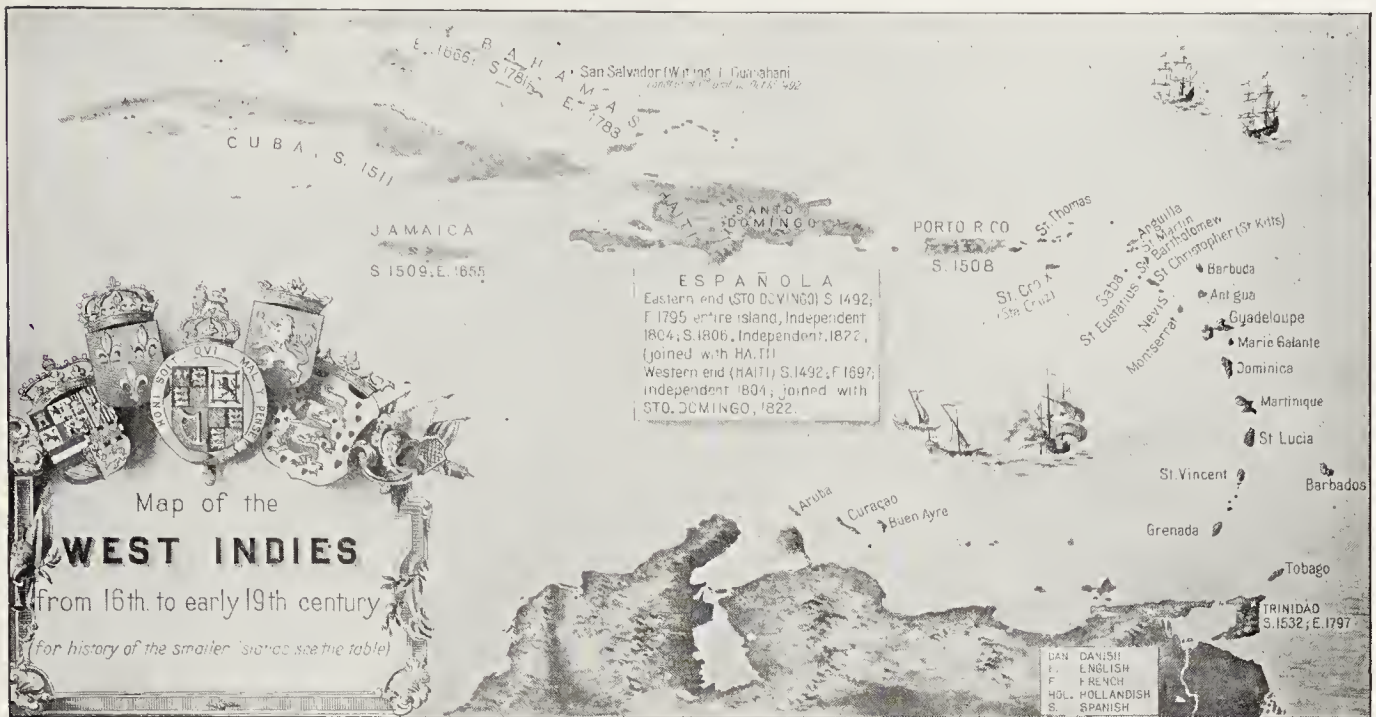 BAHAMAS
E. 1666; S. 1781; E. 1783
San Salvador (Watling I.) Guanahani
CUBA, S. 1511
JAMAICA
S. 1509; E. 1655
HAITI
SANTO
DOMINGO
PORTO RICO
S. 1508
St. Thomas
St. Croix
(Sta Cruz)
Anguilla
St. Martin
St. Bartholomew
St. Christopher (St Kitts)
Saba
St Eustatius
Nevis
Montserrat
Barbuda
Antigua
Guadeloupe
Marie Galante
Dominica
Martinique
St Lucia
St. Vincent
Barbados
Grenada
Tobago
TRINIDAD
S. 1532; E. 1797
ESPAÑOLA
Eastern end (STO DOMINGO) S. 1492;
F. 1795 entire island, Independent
1804; S. 1806, Independent, 1822,
(joined with HAITI)
Western end (HAITI) S. 1492; F. 1697;
independent 1804; joined with
STO. DOMINGO, 1822.
Aruba
Curaçao
Buen Ayre
HONI SOIT QVI MAL Y PENSE
Map of the
WEST INDIES
from 16th. to early 19th century
(for history of the smaller islands see the table)
DAN DANISH
E. ENGLISH
F FRENCH
HOL. HOLLANDISH
S. SPANISH